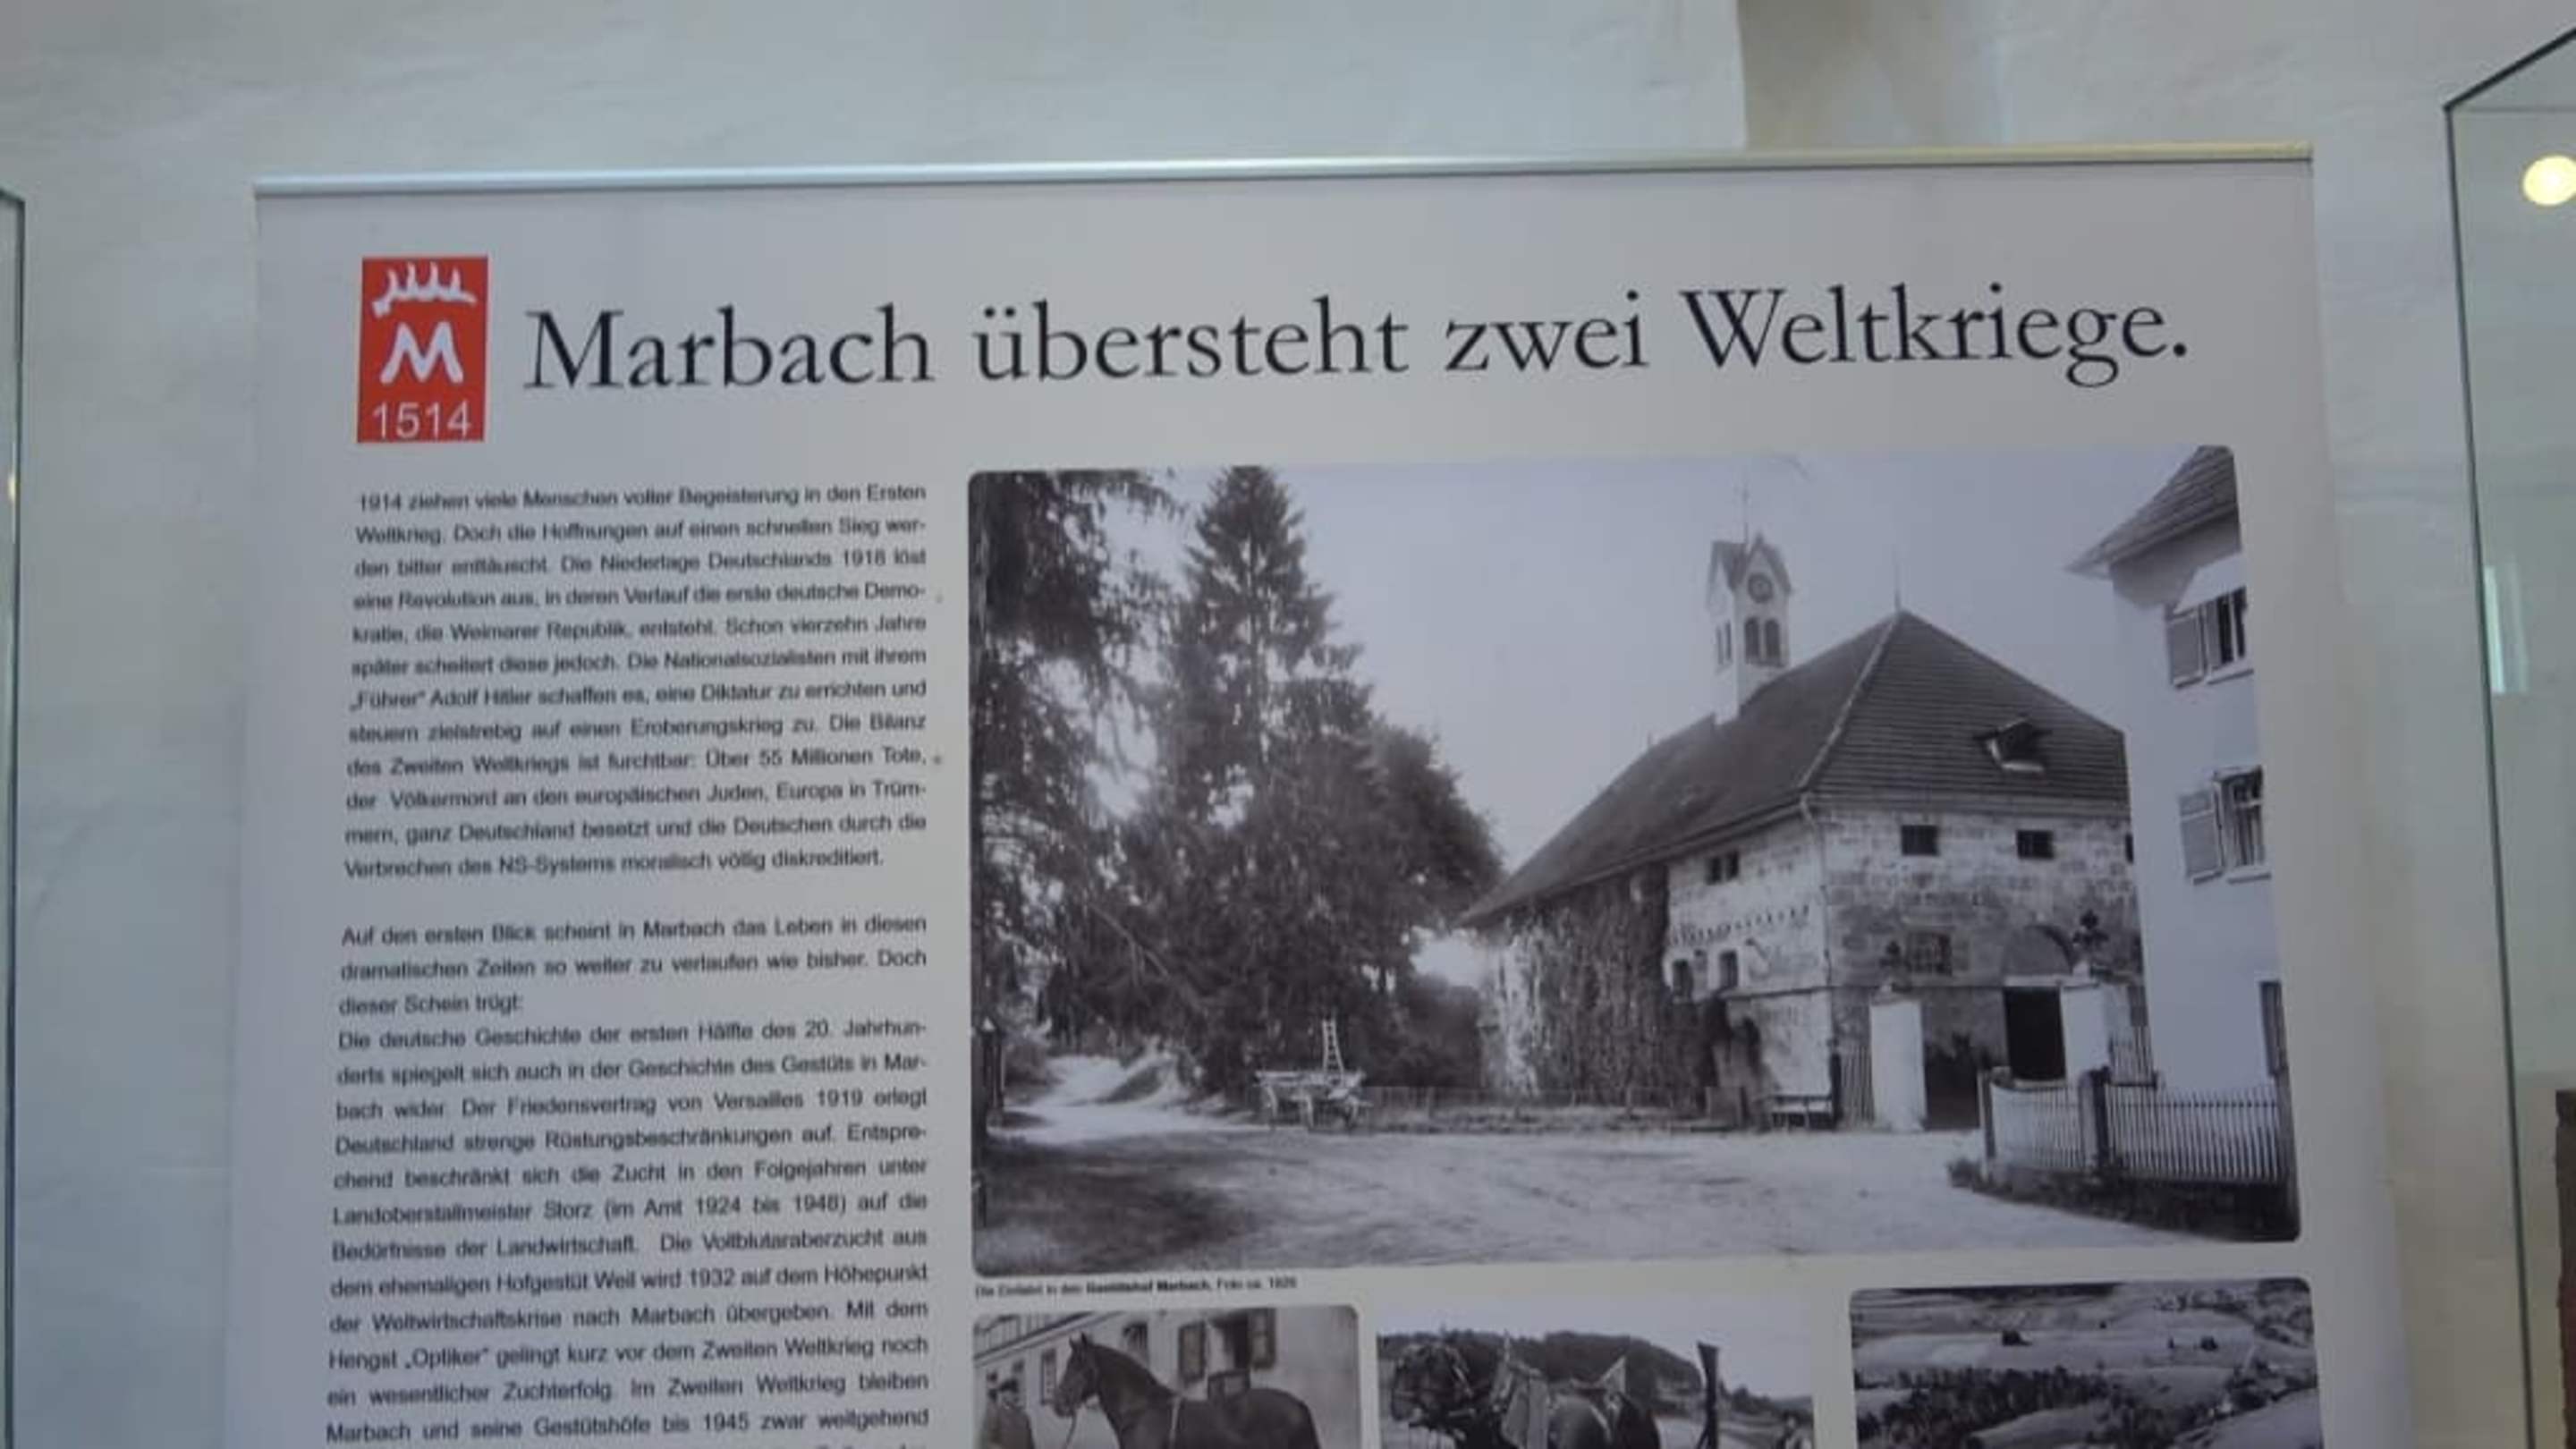 M
1514
Marbach übersteht zwei Weltkriege.
1914 ziehen viele Menschen voller Begeisterung in den Ersten
Weltkrieg. Doch die Hoffnungen auf einen schnellen Sieg wer-
den bitter enttäuscht. Die Niederlage Deutschlands 1918 löst
eine Revolution aus, in deren Verlauf die erste deutsche Demo-
kratie, die Weimarer Republik, entsteht. Schon vierzehn Jahre
später scheitert diese jedoch. Die Nationalsozialisten mit ihrem
„Führer“ Adolf Hitler schaffen es, eine Diktatur zu errichten und
steuern zielstrebig auf einen Eroberungskrieg zu. Die Bilanz
des Zweiten Weltkriegs ist furchtbar: Über 55 Millionen Tote,
der Völkermord an den europäischen Juden, Europa in Trüm-
mern, ganz Deutschland besetzt und die Deutschen durch die
Verbrechen des NS-Systems moralisch völlig diskreditiert.
Auf den ersten Blick scheint in Marbach das Leben in diesen
dramatischen Zeiten so weiter zu verlaufen wie bisher. Doch
dieser Schein trügt:
Die deutsche Geschichte der ersten Hälfte des 20. Jahrhun-
derts spiegelt sich auch in der Geschichte des Gestüts in Mar-
bach wider. Der Friedensvertrag von Versailles 1919 erlegt
Deutschland strenge Rüstungsbeschränkungen auf. Entspre-
chend beschränkt sich die Zucht in den Folgejahren unter
Landoberstallmeister Storz (im Amt 1924 bis 1948) auf die
Bedürfnisse der Landwirtschaft. Die Vollblutaraberzucht aus
dem ehemaligen Hofgestüt Weil wird 1932 auf dem Höhepunkt
der Weltwirtschaftskrise nach Marbach übergeben. Mit dem
Hengst „Optiker“ gelingt kurz vor dem Zweiten Weltkrieg noch
ein wesentlicher Zuchterfolg. Im Zweiten Weltkrieg bleiben
Marbach und seine Gestütshöfe bis 1945 zwar weitgehend
Die Einfahrt in den Gestütshof Marbach, Foto ca.